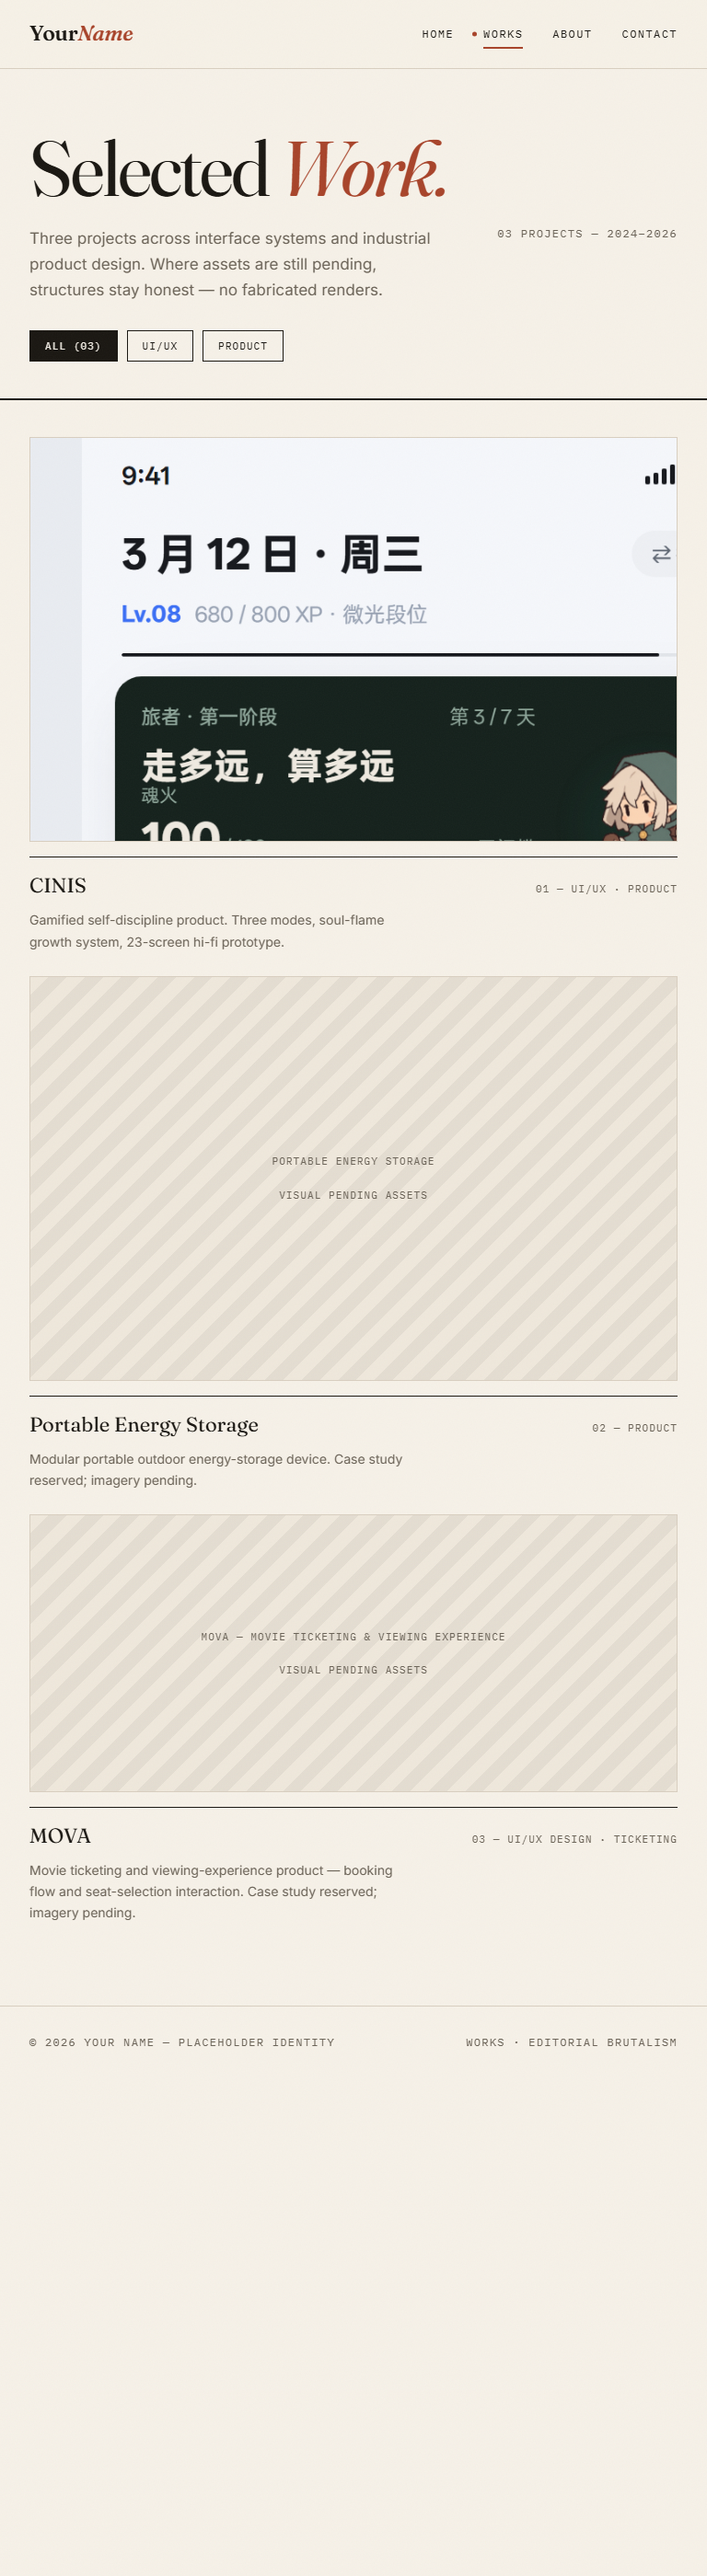 YourName
HOME
WORKS
ABOUT
CONTACT
Selected Work.
Three projects across interface systems and industrial
product design. Where assets are still pending,
structures stay honest — no fabricated renders.
03 PROJECTS — 2024–2026
ALL (03)
UI/UX
PRODUCT
9:41
3 月 12 日 · 周三
Lv.08 680 / 800 XP · 微光段位
旅者 · 第一阶段
第 3 / 7 天
走多远，算多远
魂火
100
CINIS
01 — UI/UX · PRODUCT
Gamified self-discipline product. Three modes, soul-flame
growth system, 23-screen hi-fi prototype.
PORTABLE ENERGY STORAGE
VISUAL PENDING ASSETS
Portable Energy Storage
02 — PRODUCT
Modular portable outdoor energy-storage device. Case study
reserved; imagery pending.
MOVA — MOVIE TICKETING & VIEWING EXPERIENCE
VISUAL PENDING ASSETS
MOVA
03 — UI/UX DESIGN · TICKETING
Movie ticketing and viewing-experience product — booking
flow and seat-selection interaction. Case study reserved;
imagery pending.
© 2026 YOUR NAME — PLACEHOLDER IDENTITY
WORKS · EDITORIAL BRUTALISM